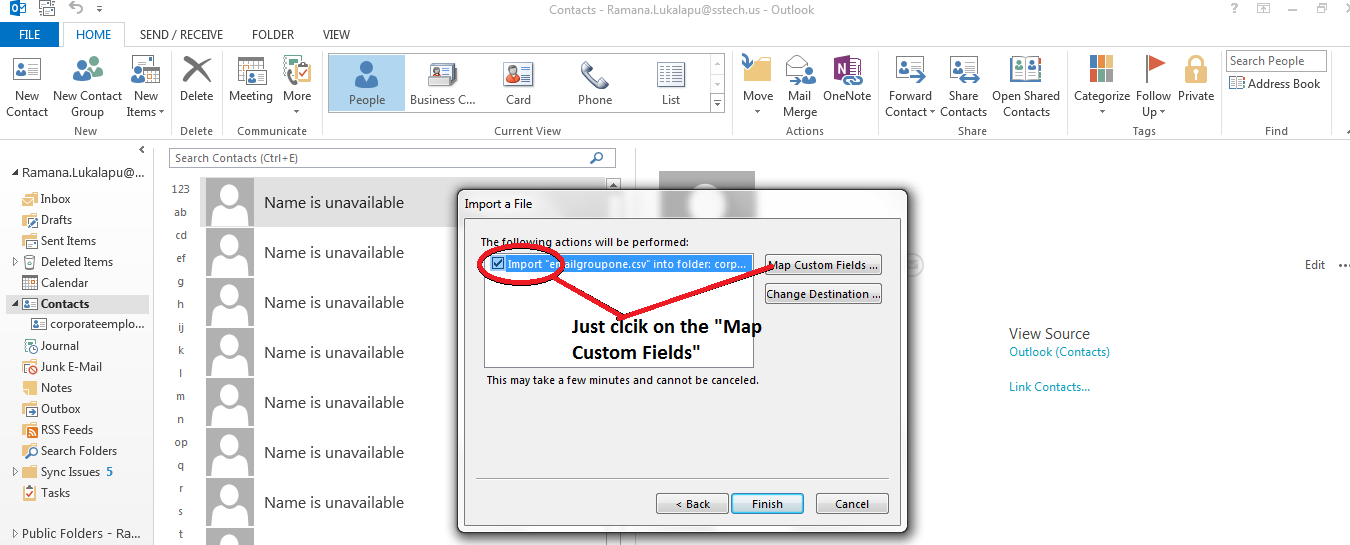 Contacts - Ramana.Lukalapu@sstech.us - Outlook
FILE HOME SEND / RECEIVE FOLDER VIEW
New Contact
New Contact Group
New Items
New
Delete
Delete
Meeting
More
Communicate
People
Business C...
Card
Phone
List
Current View
Move
Mail Merge
OneNote
Actions
Forward Contact
Share Contacts
Open Shared Contacts
Share
Categorize
Follow Up
Private
Tags
Search People
Address Book
Find
Ramana.Lukalapu@...
Inbox
Drafts
Sent Items
Deleted Items
Calendar
Contacts
corporateemplo...
Journal
Junk E-Mail
Notes
Outbox
RSS Feeds
Search Folders
Sync Issues 5
Tasks
Public Folders - Ra...
Search Contacts (Ctrl+E)
123
ab
cd
ef
g
h
ij
k
l
m
n
op
q
r
s
t
Name is unavailable
Name is unavailable
Name is unavailable
Name is unavailable
Name is unavailable
Name is unavailable
Name is unavailable
Import a File
The following actions will be performed:
Import "emailgroupone.csv" into folder: corp...
Map Custom Fields ...
Change Destination ...
Just clcik on the "Map
Custom Fields"
This may take a few minutes and cannot be canceled.
< Back
Finish
Cancel
Edit
View Source
Outlook (Contacts)
Link Contacts...